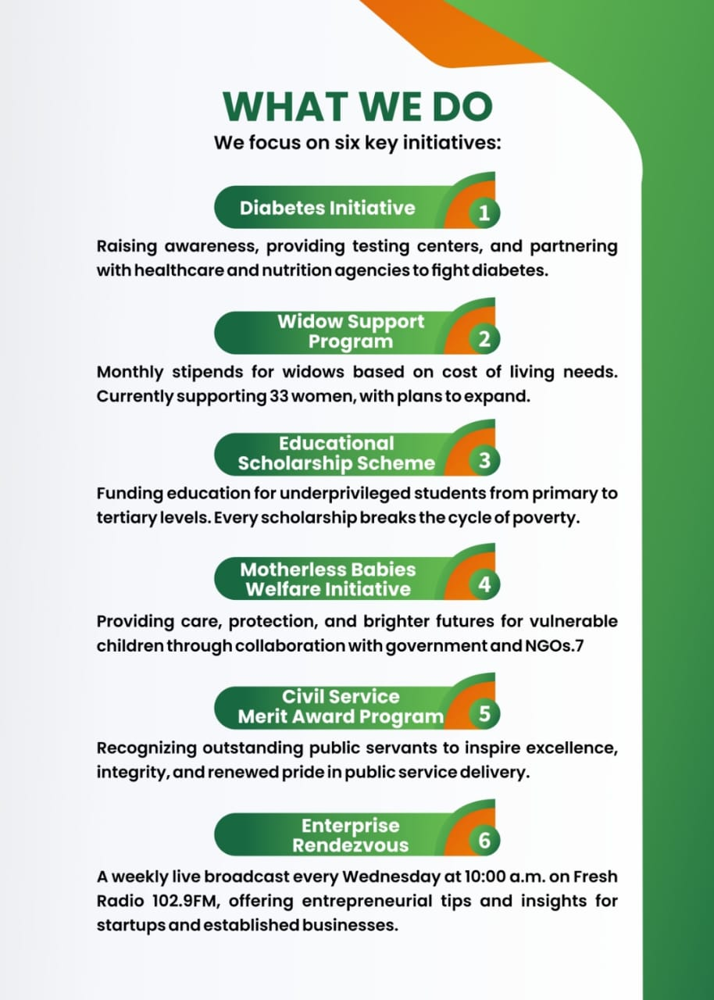 WHAT WE DO
We focus on six key initiatives:
Diabetes Initiative
1
Raising awareness, providing testing centers, and partnering
with healthcare and nutrition agencies to fight diabetes.
Widow Support
Program
2
Monthly stipends for widows based on cost of living needs.
Currently supporting 33 women, with plans to expand.
Educational
Scholarship Scheme
3
Funding education for underprivileged students from primary to
tertiary levels. Every scholarship breaks the cycle of poverty.
Motherless Babies
Welfare Initiative
4
Providing care, protection, and brighter futures for vulnerable
children through collaboration with government and NGOs.7
Civil Service
Merit Award Program
5
Recognizing outstanding public servants to inspire excellence,
integrity, and renewed pride in public service delivery.
Enterprise
Rendezvous
6
A weekly live broadcast every Wednesday at 10:00 a.m. on Fresh
Radio 102.9FM, offering entrepreneurial tips and insights for
startups and established businesses.